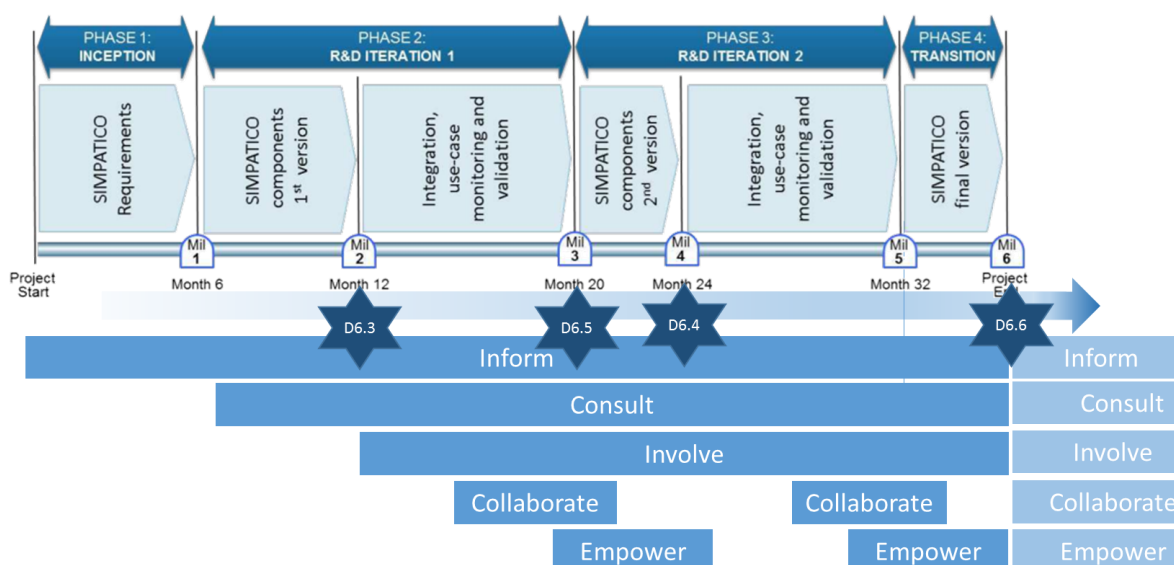 PHASE 1:
INCEPTION
PHASE 2:
R&D ITERATION 1
PHASE 3:
R&D ITERATION 2
PHASE 4:
TRANSITION
SIMPATICO
Requirements
SIMPATICO
components
1st version
Integration,
use-case
monitoring and
validation
SIMPATICO
components
2nd version
Integration,
use-case
monitoring and
validation
SIMPATICO
final version
Mil
1
Mil
2
Mil
3
Mil
4
Mil
5
Mil
6
Project
Start
Month 6
Month 12
Month 20
Month 24
Month 32
Project
End
D6.3
D6.5
D6.4
D6.6
Inform
Inform
Consult
Consult
Involve
Involve
Collaborate
Collaborate
Collaborate
Empower
Empower
Empower